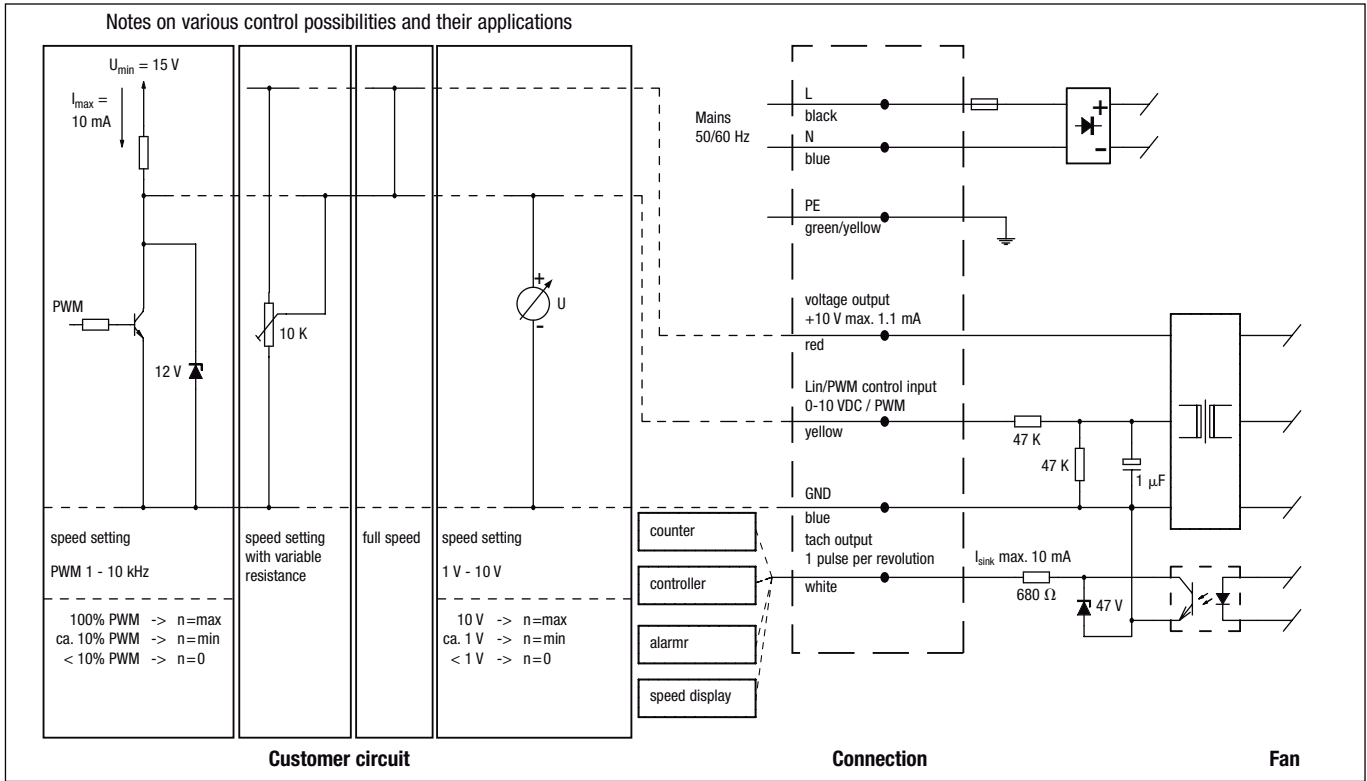 Notes on various control possibilities and their applications
Umin = 15 V
Imax =
10 mA
PWM
12 V
speed setting
PWM 1 - 10 kHz
100% PWM -> n=max
ca. 10% PWM -> n=min
< 10% PWM -> n=0
10 K
speed setting
with variable
resistance
full speed
+
U
-
speed setting
1 V - 10 V
10 V -> n=max
ca. 1 V -> n=min
< 1 V -> n=0
counter
controller
alarmr
speed display
Mains
50/60 Hz
L
black
N
blue
PE
green/yellow
voltage output
+10 V max. 1.1 mA
red
Lin/PWM control input
0-10 VDC / PWM
yellow
GND
blue
tach output
1 pulse per revolution
white
+
-
47 K
47 K
1 µF
Isink max. 10 mA
680 Ω
47 V
Customer circuit
Connection
Fan